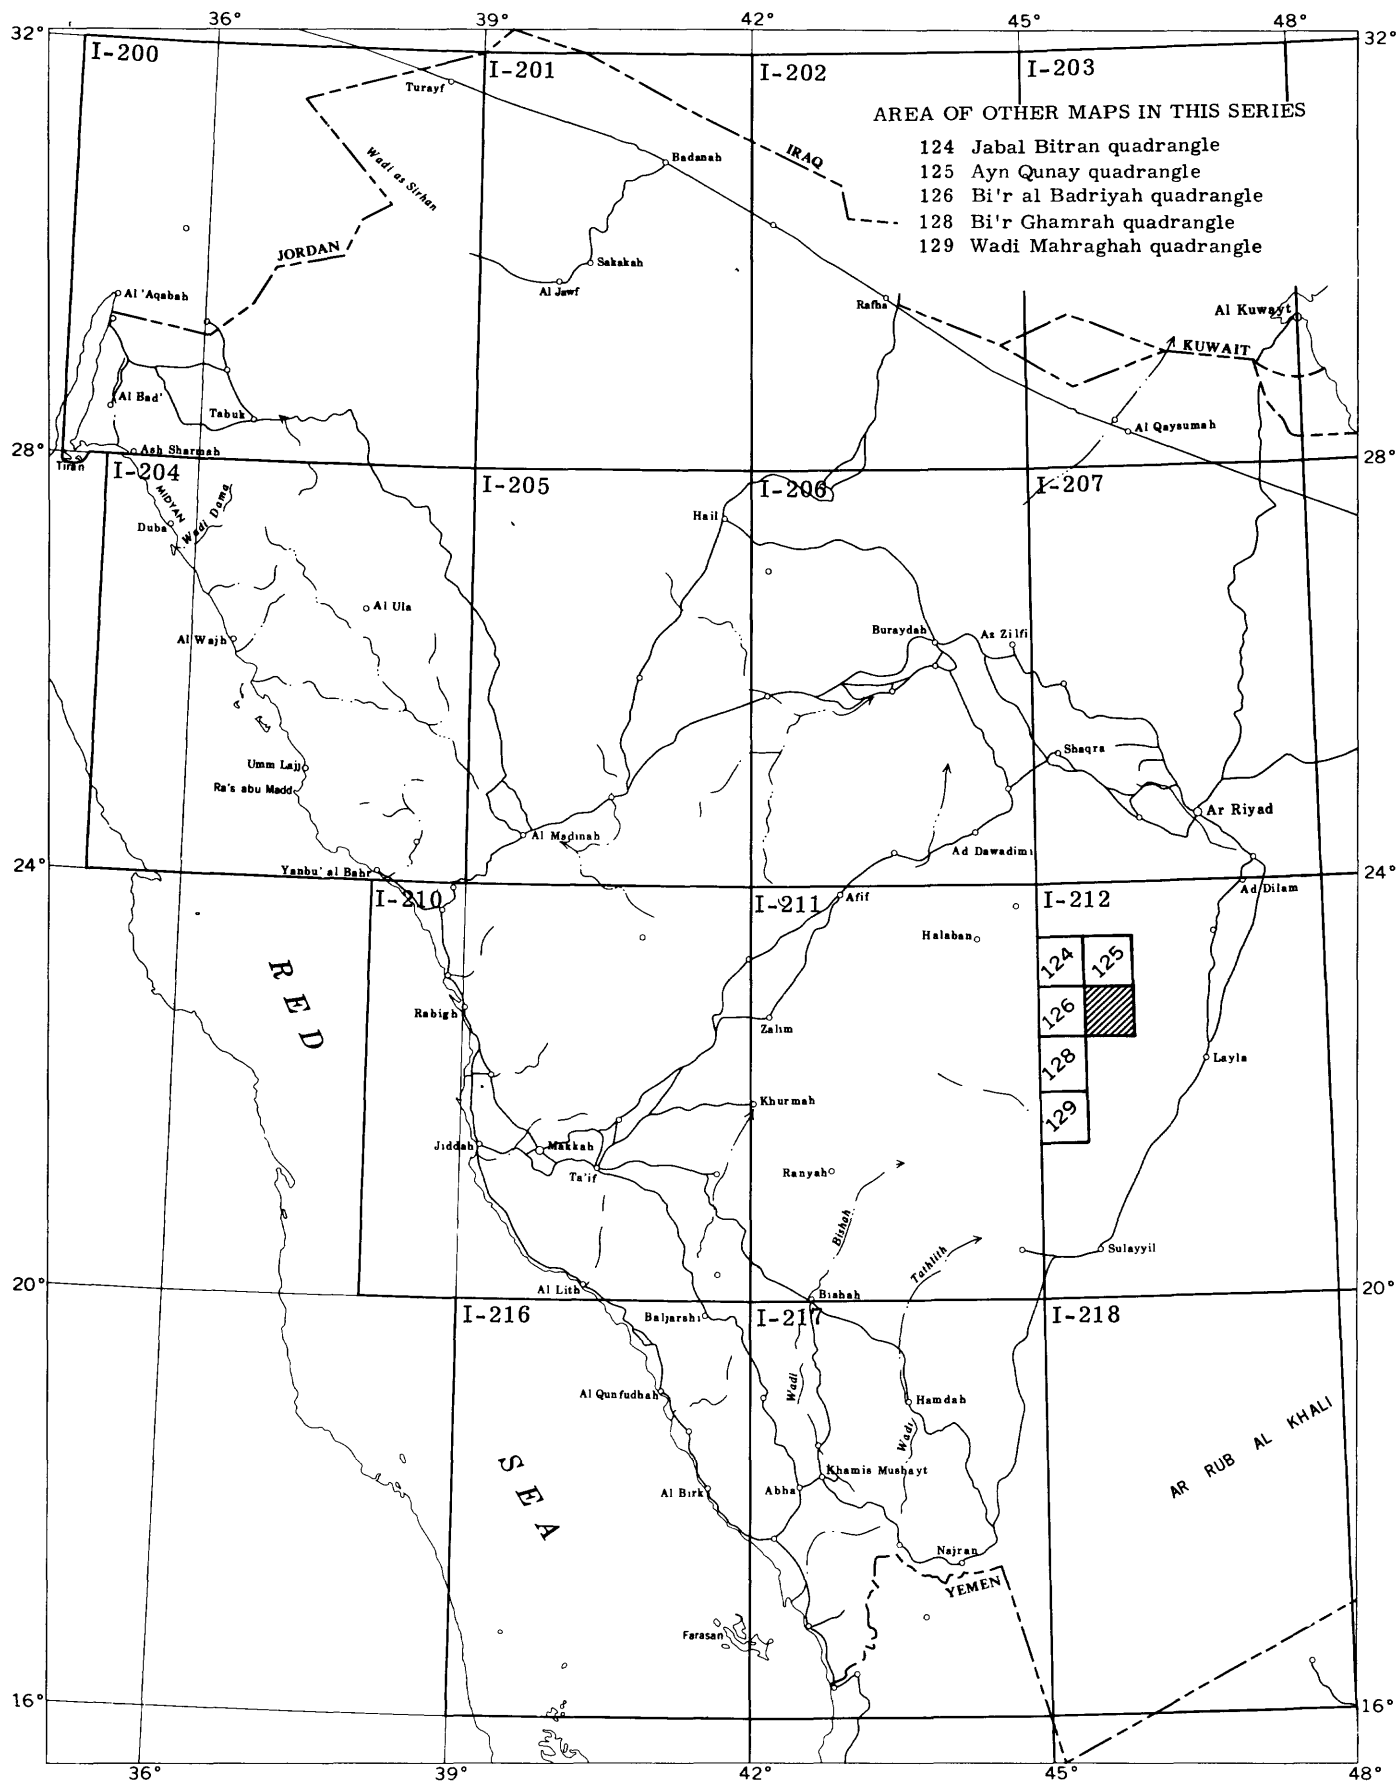 36° 39° 42° 45° 48°
32° 32°
I-200
I-201
I-202
I-203
Turayf
AREA OF OTHER MAPS IN THIS SERIES
124 Jabal Bitran quadrangle
125 Ayn Qunay quadrangle
126 Bi'r al Badriyah quadrangle
128 Bi'r Ghamrah quadrangle
129 Wadi Mahraghah quadrangle
IRAQ
Badanah
Wadi as Sirhan
JORDAN
Sakakah
Al Jawf
Al 'Aqabah
Rafha
Al Kuwayt
KUWAIT
Al Bad'
Tabuk
Al Qaysumah
28° 28°
Ash Sharmah
Tiran
I-204
I-205
I-206
I-207
MIDYAN
Wadi Dama
Duba
Hail
Al Ula
Al Wajh
Buraydah
Az Zilfi
Shaqra
Umm Lajj
Ra's abu Madd
Ar Riyad
Al Madinah
Ad Dawadimi
24° 24°
Yanbu' al Bahr
Ad Dilam
I-210
I-211
I-212
Afif
Halaban
124
125
126
128
129
RED
Rabigh
Zalim
Layla
Khurmah
Jiddah
Makkah
Ta'if
Ranyah
Bishah
Tathlith
Sulayyil
20° 20°
Al Lith
Bishah
I-216
I-217
I-218
Baljarshi
Al Qunfudhah
Wadi
Hamdah
Wadi
AR RUB AL KHALI
SEA
Khamis Mushayt
Al Birk
Abha
Najran
YEMEN
Farasan
16° 16°
36° 39° 42° 45° 48°